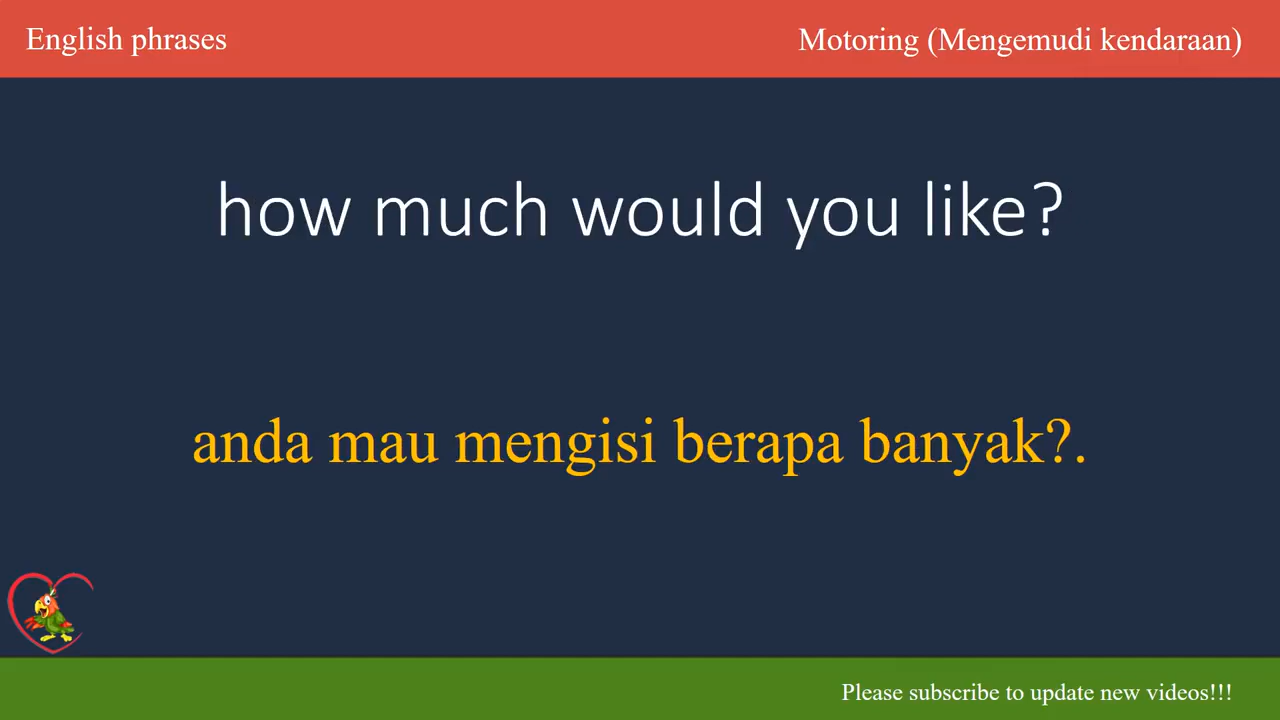 English phrases
Motoring (Mengemudi kendaraan)
how much would you like?
anda mau mengisi berapa banyak?.
Please subscribe to update new videos!!!